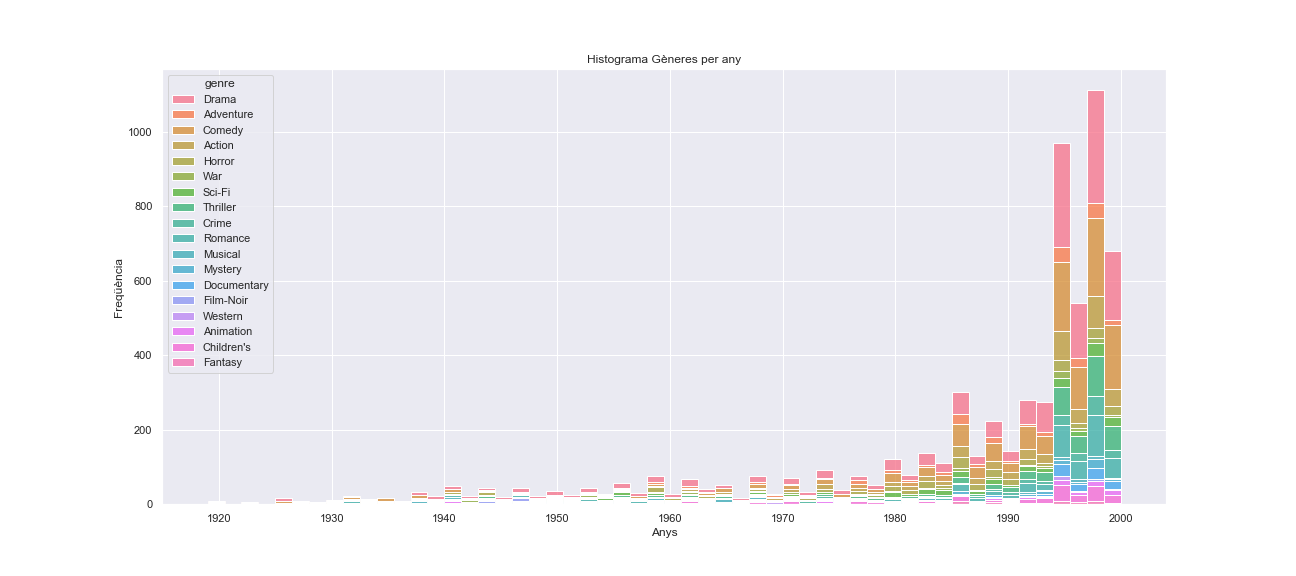 Histograma Gèneres per any
genre
Drama
Adventure
Comedy
Action
Horror
War
Sci-Fi
Thriller
Crime
Romance
Musical
Mystery
Documentary
Film-Noir
Western
Animation
Children's
Fantasy
1000
800
600
400
200
0
Freqüència
1920 1930 1940 1950 1960 1970 1980 1990 2000
Anys